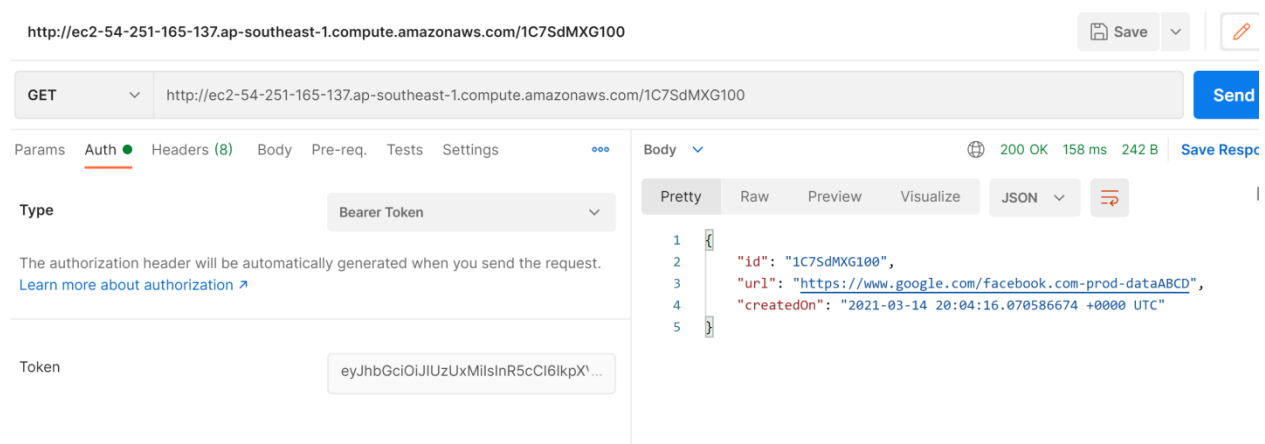 http://ec2-54-251-165-137.ap-southeast-1.compute.amazonaws.com/1C7SdMXG100
Save
GET
http://ec2-54-251-165-137.ap-southeast-1.compute.amazonaws.com/1C7SdMXG100
Send
Params Auth Headers (8) Body Pre-req. Tests Settings
Type
Bearer Token
The authorization header will be automatically generated when you send the request.
Learn more about authorization ↗
Token
Body
200 OK 158 ms 242 B Save Respo
Pretty Raw Preview Visualize JSON
1 {
2 "id": "1C7SdMXG100",
3 "url": "https://www.google.com/facebook.com-prod-dataABCD",
4 "createdOn": "2021-03-14 20:04:16.070586674 +0000 UTC"
5 }